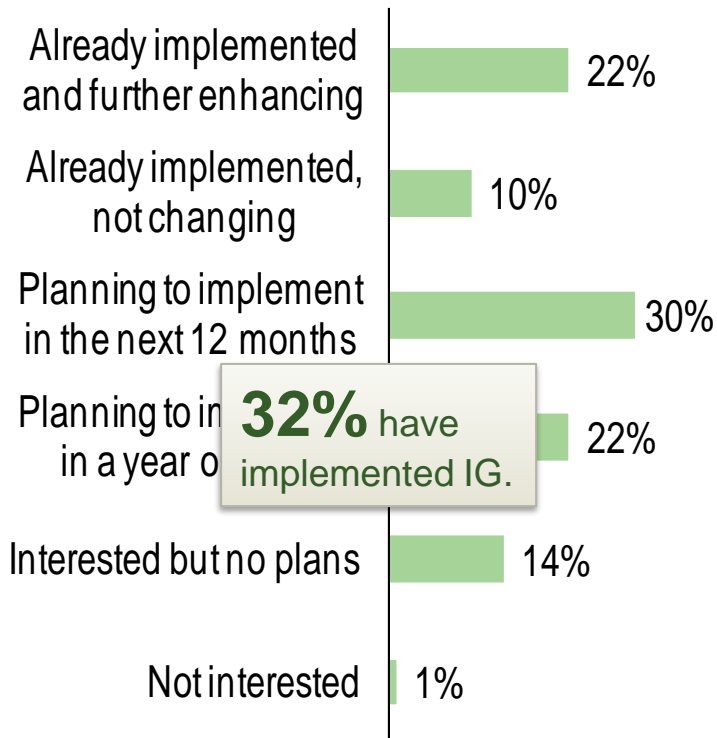 Already implemented
and further enhancing
22%
Already implemented,
not changing
10%
Planning to implement
in the next 12 months
30%
Planning to
in a year
22%
32% have
implemented IG.
Interested but no plans
14%
Not interested
1%